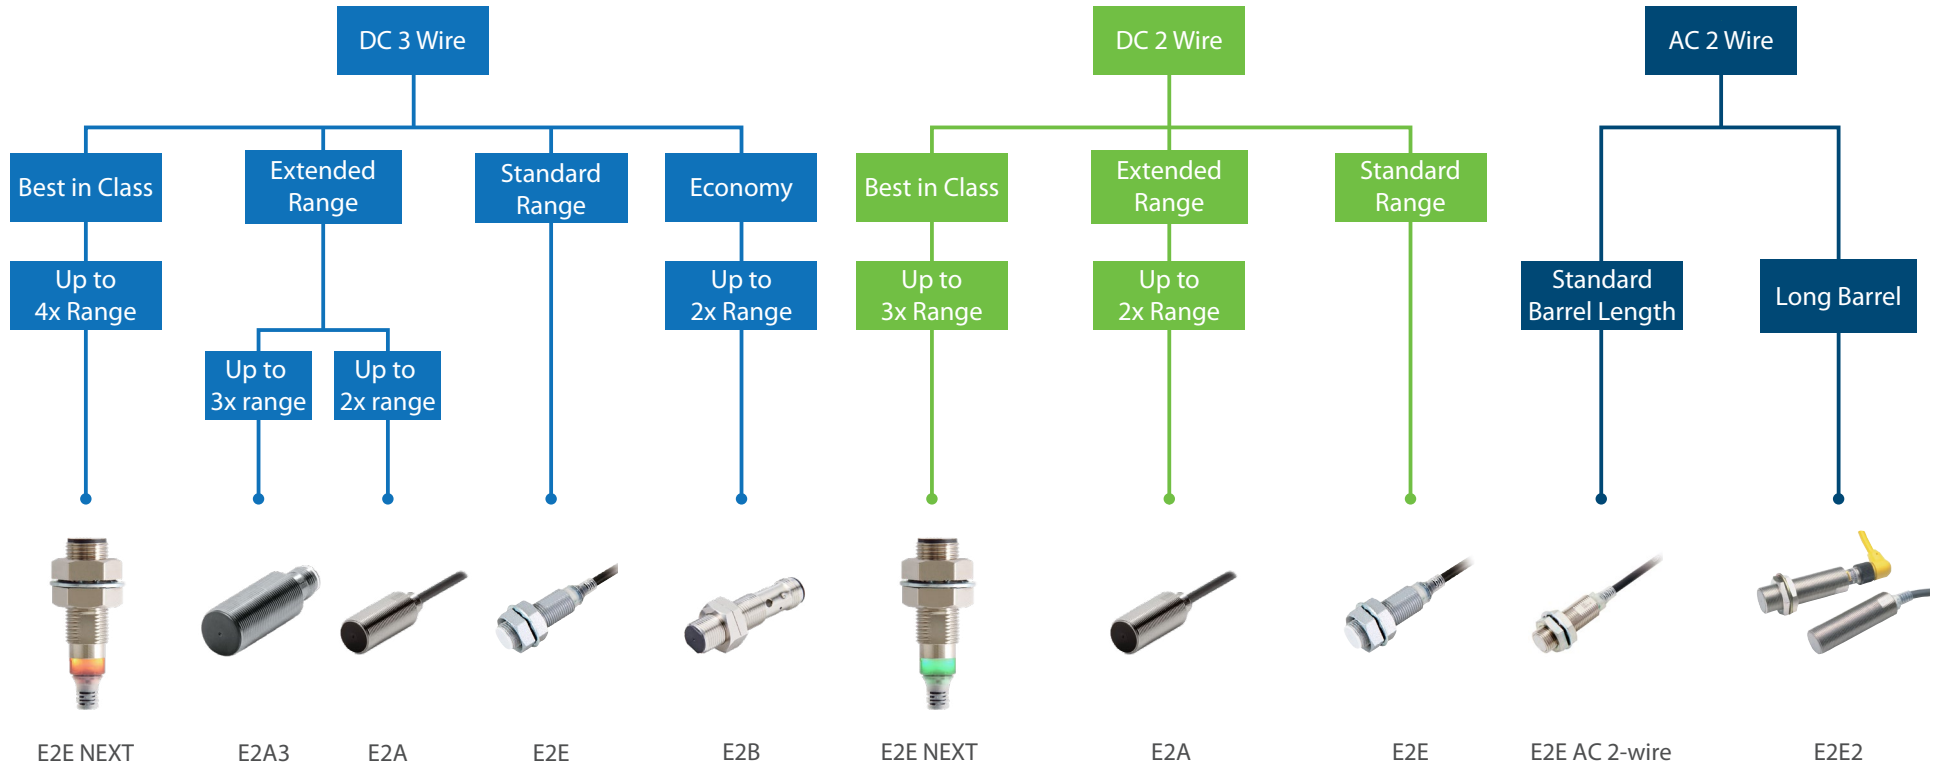 DC 3 Wire
DC 2 Wire
AC 2 Wire
Best in Class
Extended
Range
Standard
Range
Economy
Best in Class
Extended
Range
Standard
Range
Up to
4x Range
Up to
2x Range
Up to
3x Range
Up to
2x Range
Standard
Barrel Length
Long Barrel
Up to
3x range
Up to
2x range
E2E NEXT
E2A3
E2A
E2E
E2B
E2E NEXT
E2A
E2E
E2E AC 2-wire
E2E2